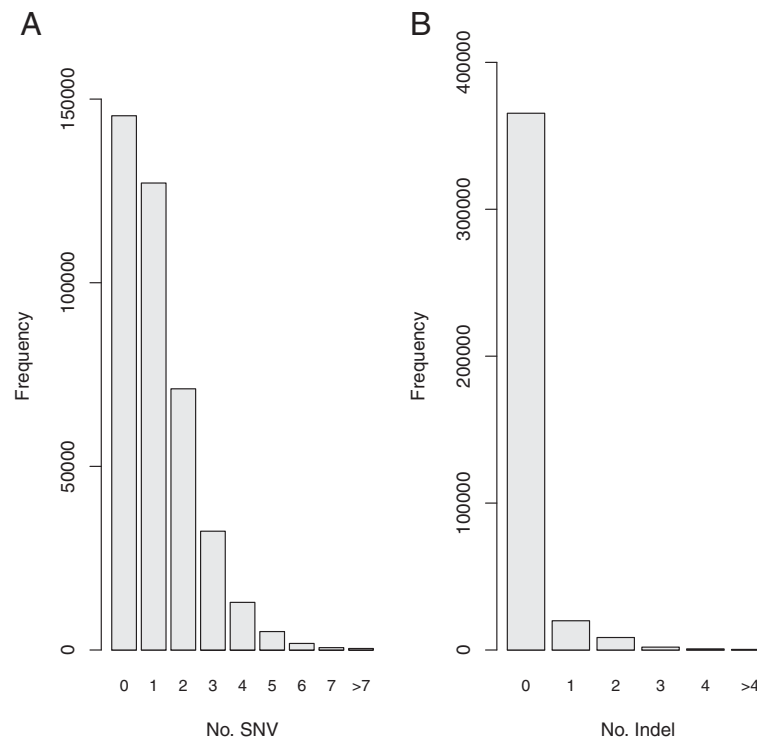 A
Frequency
150000
100000
50000
0
0 1 2 3 4 5 6 7 >7
No. SNV
B
Frequency
400000
300000
200000
100000
0
0 1 2 3 4 >4
No. Indel